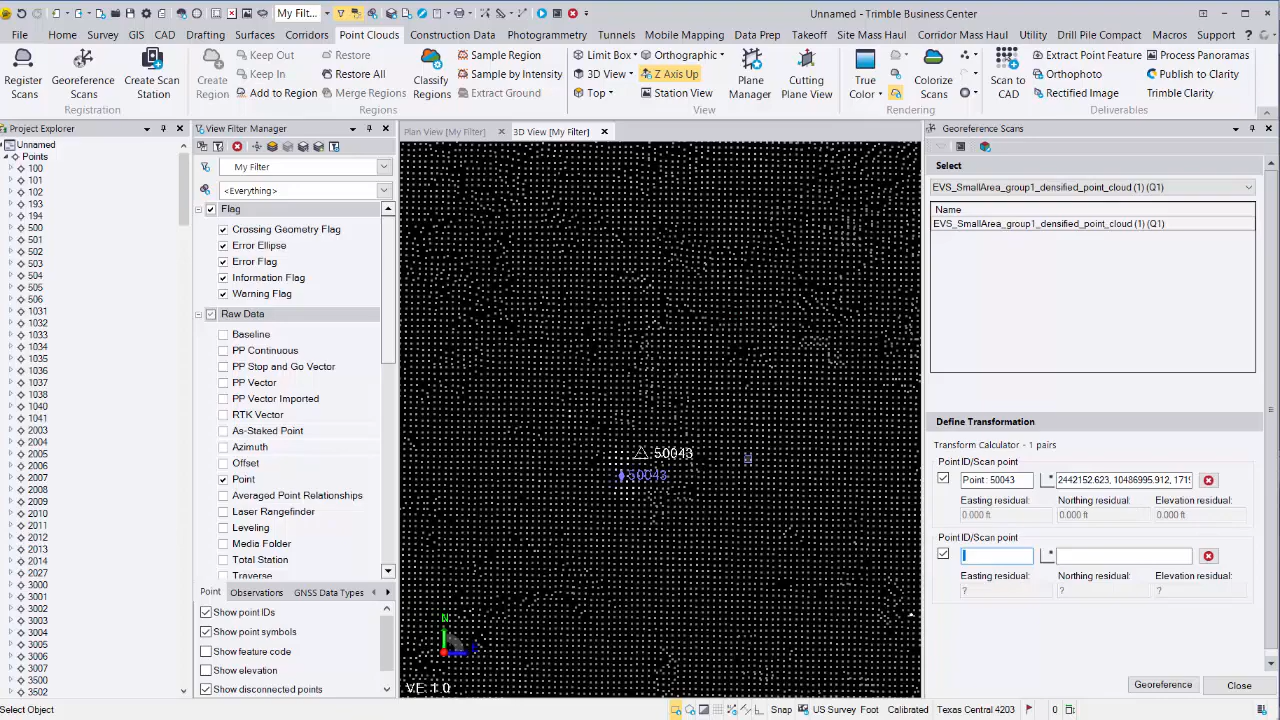 My Filt...
Unnamed - Trimble Business Center
File Home Survey GIS CAD Drafting Surfaces Corridors Point Clouds Construction Data Photogrammetry Tunnels Mobile Mapping Data Prep Takeoff Site Mass Haul Corridor Mass Haul Utility Drill Pile Compact Macros Support
Register Scans
Georeference Scans
Create Scan Station
Registration
Create Region
Keep Out
Keep In
Add to Region
Restore
Restore All
Merge Regions
Regions
Classify Regions
Sample Region
Sample by Intensity
Extract Ground
Limit Box
3D View
Top
Orthographic
Z Axis Up
Station View
Plane Manager
Cutting Plane View
View
True Color
Colorize Scans
Rendering
Scan to CAD
Extract Point Feature
Orthophoto
Rectified Image
Process Panorams
Publish to Clarity
Trimble Clarity
Deliverables
Project Explorer
Unnamed
Points
100
101
102
193
194
500
501
502
503
504
505
506
1031
1032
1033
1034
1035
1036
1037
1038
1040
1041
2003
2004
2005
2006
2007
2008
2009
2010
2011
2012
2013
2014
2027
3000
3001
3002
3003
3004
3005
3006
3007
3500
3502
View Filter Manager
My Filter
<Everything>
Flag
Crossing Geometry Flag
Error Ellipse
Error Flag
Information Flag
Warning Flag
Raw Data
Baseline
PP Continuous
PP Stop and Go Vector
PP Vector
PP Vector Imported
RTK Vector
As-Staked Point
Azimuth
Offset
Point
Averaged Point Relationships
Laser Rangefinder
Leveling
Media Folder
Total Station
Traverse
Point Observations GNSS Data Types
Show point IDs
Show point symbols
Show feature code
Show elevation
Show disconnected points
Plan View [My Filter]
3D View [My Filter]
50043
50043
N
E
VE: 1.0
Georeference Scans
Select
EVS_SmallArea_group1_densified_point_cloud (1) (Q1)
Name
EVS_SmallArea_group1_densified_point_cloud (1) (Q1)
Define Transformation
Transform Calculator - 1 pairs
Point ID/Scan point
Point: 50043
2442152.623, 10486995.912, 171
Easting residual: Northing residual: Elevation residual:
0.000 ft 0.000 ft 0.000 ft
Point ID/Scan point
Easting residual: Northing residual: Elevation residual:
? ? ?
Georeference Close
Select Object
Snap US Survey Foot Calibrated Texas Central 4203 0